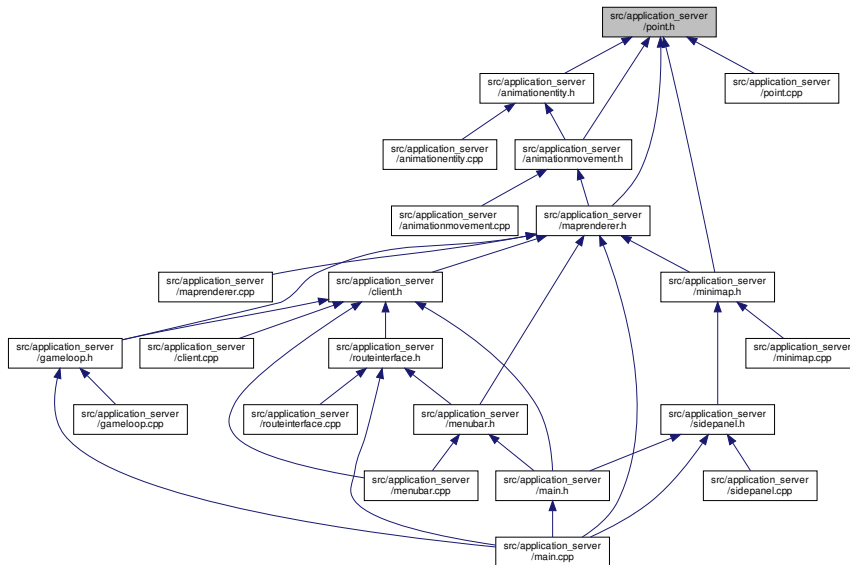 src/application_server
/point.h
src/application_server
/animationentity.h
src/application_server
/point.cpp
src/application_server
/animationentity.cpp
src/application_server
/animationmovement.h
src/application_server
/animationmovement.cpp
src/application_server
/maprenderer.h
src/application_server
/maprenderer.cpp
src/application_server
/client.h
src/application_server
/minimap.h
src/application_server
/gameloop.h
src/application_server
/client.cpp
src/application_server
/routeinterface.h
src/application_server
/minimap.cpp
src/application_server
/gameloop.cpp
src/application_server
/routeinterface.cpp
src/application_server
/menubar.h
src/application_server
/sidepanel.h
src/application_server
/menubar.cpp
src/application_server
/main.h
src/application_server
/sidepanel.cpp
src/application_server
/main.cpp